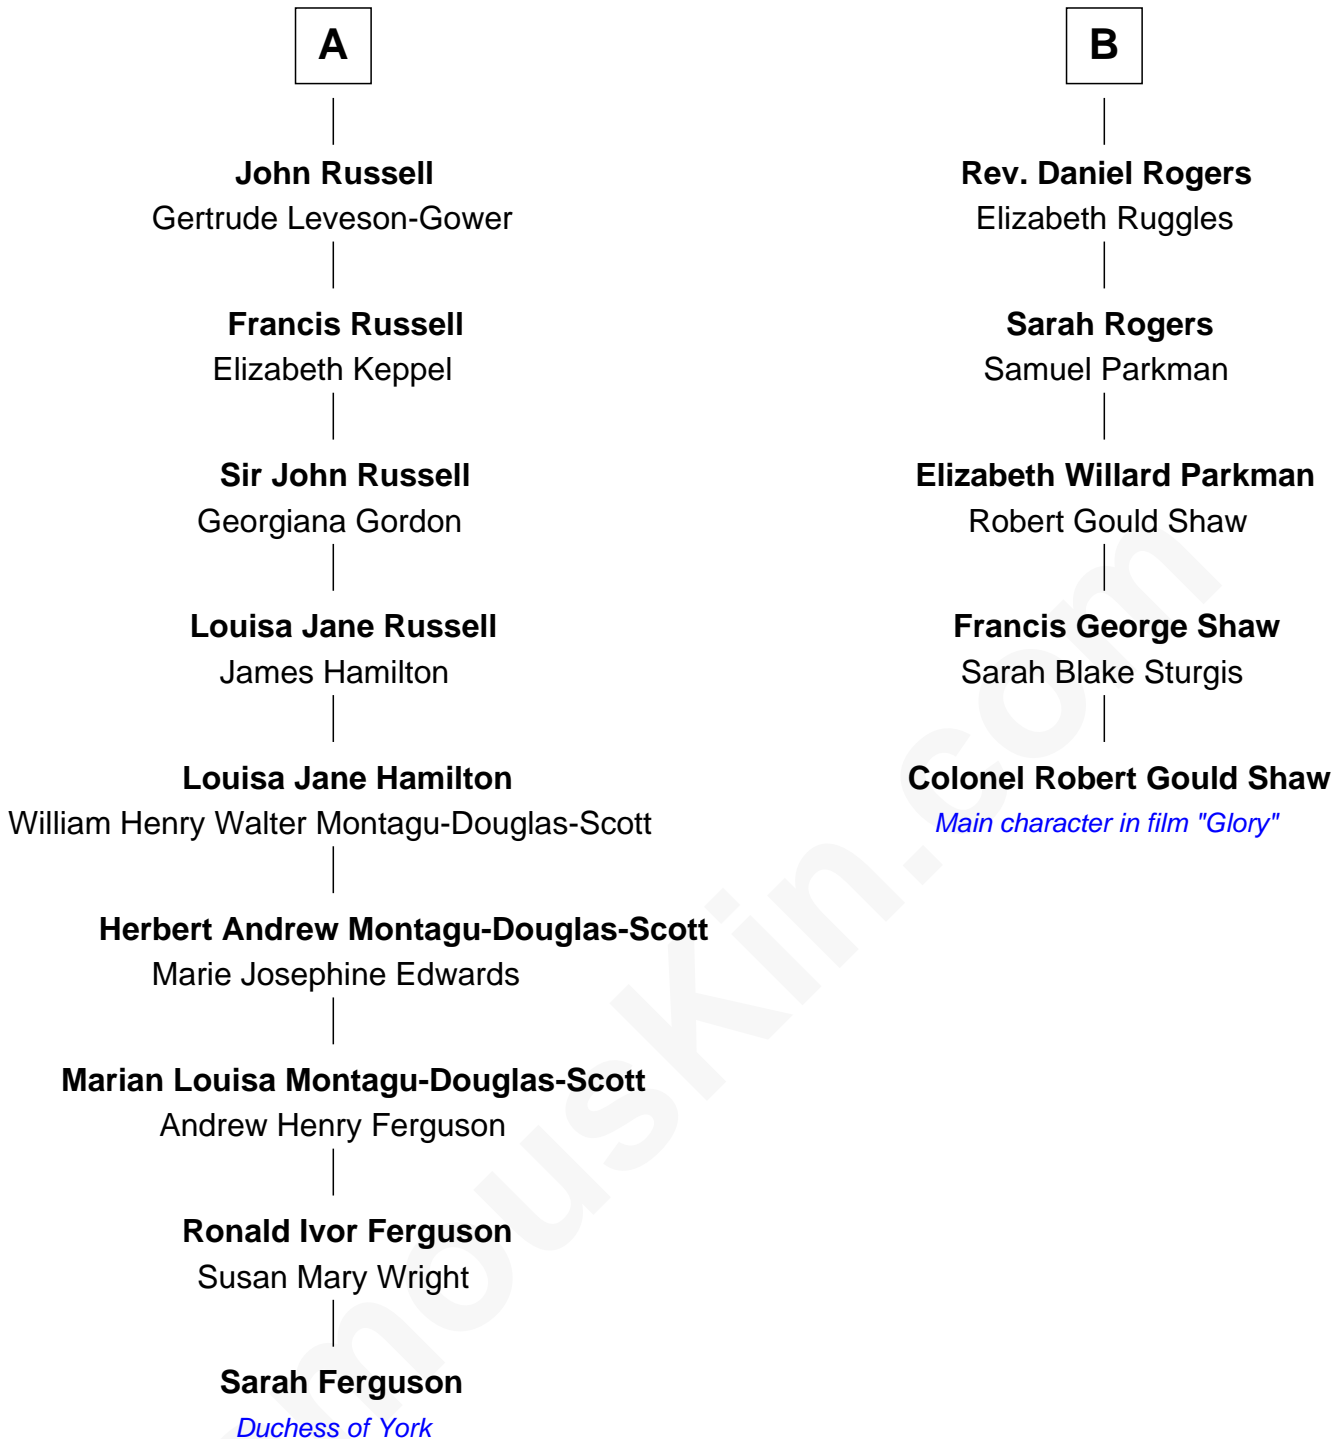 A
John Russell
Gertrude Leveson-Gower
Francis Russell
Elizabeth Keppel
Sir John Russell
Georgiana Gordon
Louisa Jane Russell
James Hamilton
Louisa Jane Hamilton
William Henry Walter Montagu-Douglas-Scott
Herbert Andrew Montagu-Douglas-Scott
Marie Josephine Edwards
Marian Louisa Montagu-Douglas-Scott
Andrew Henry Ferguson
Ronald Ivor Ferguson
Susan Mary Wright
Sarah Ferguson
Duchess of York
B
Rev. Daniel Rogers
Elizabeth Ruggles
Sarah Rogers
Samuel Parkman
Elizabeth Willard Parkman
Robert Gould Shaw
Francis George Shaw
Sarah Blake Sturgis
Colonel Robert Gould Shaw
Main character in film "Glory"
mouskin.com